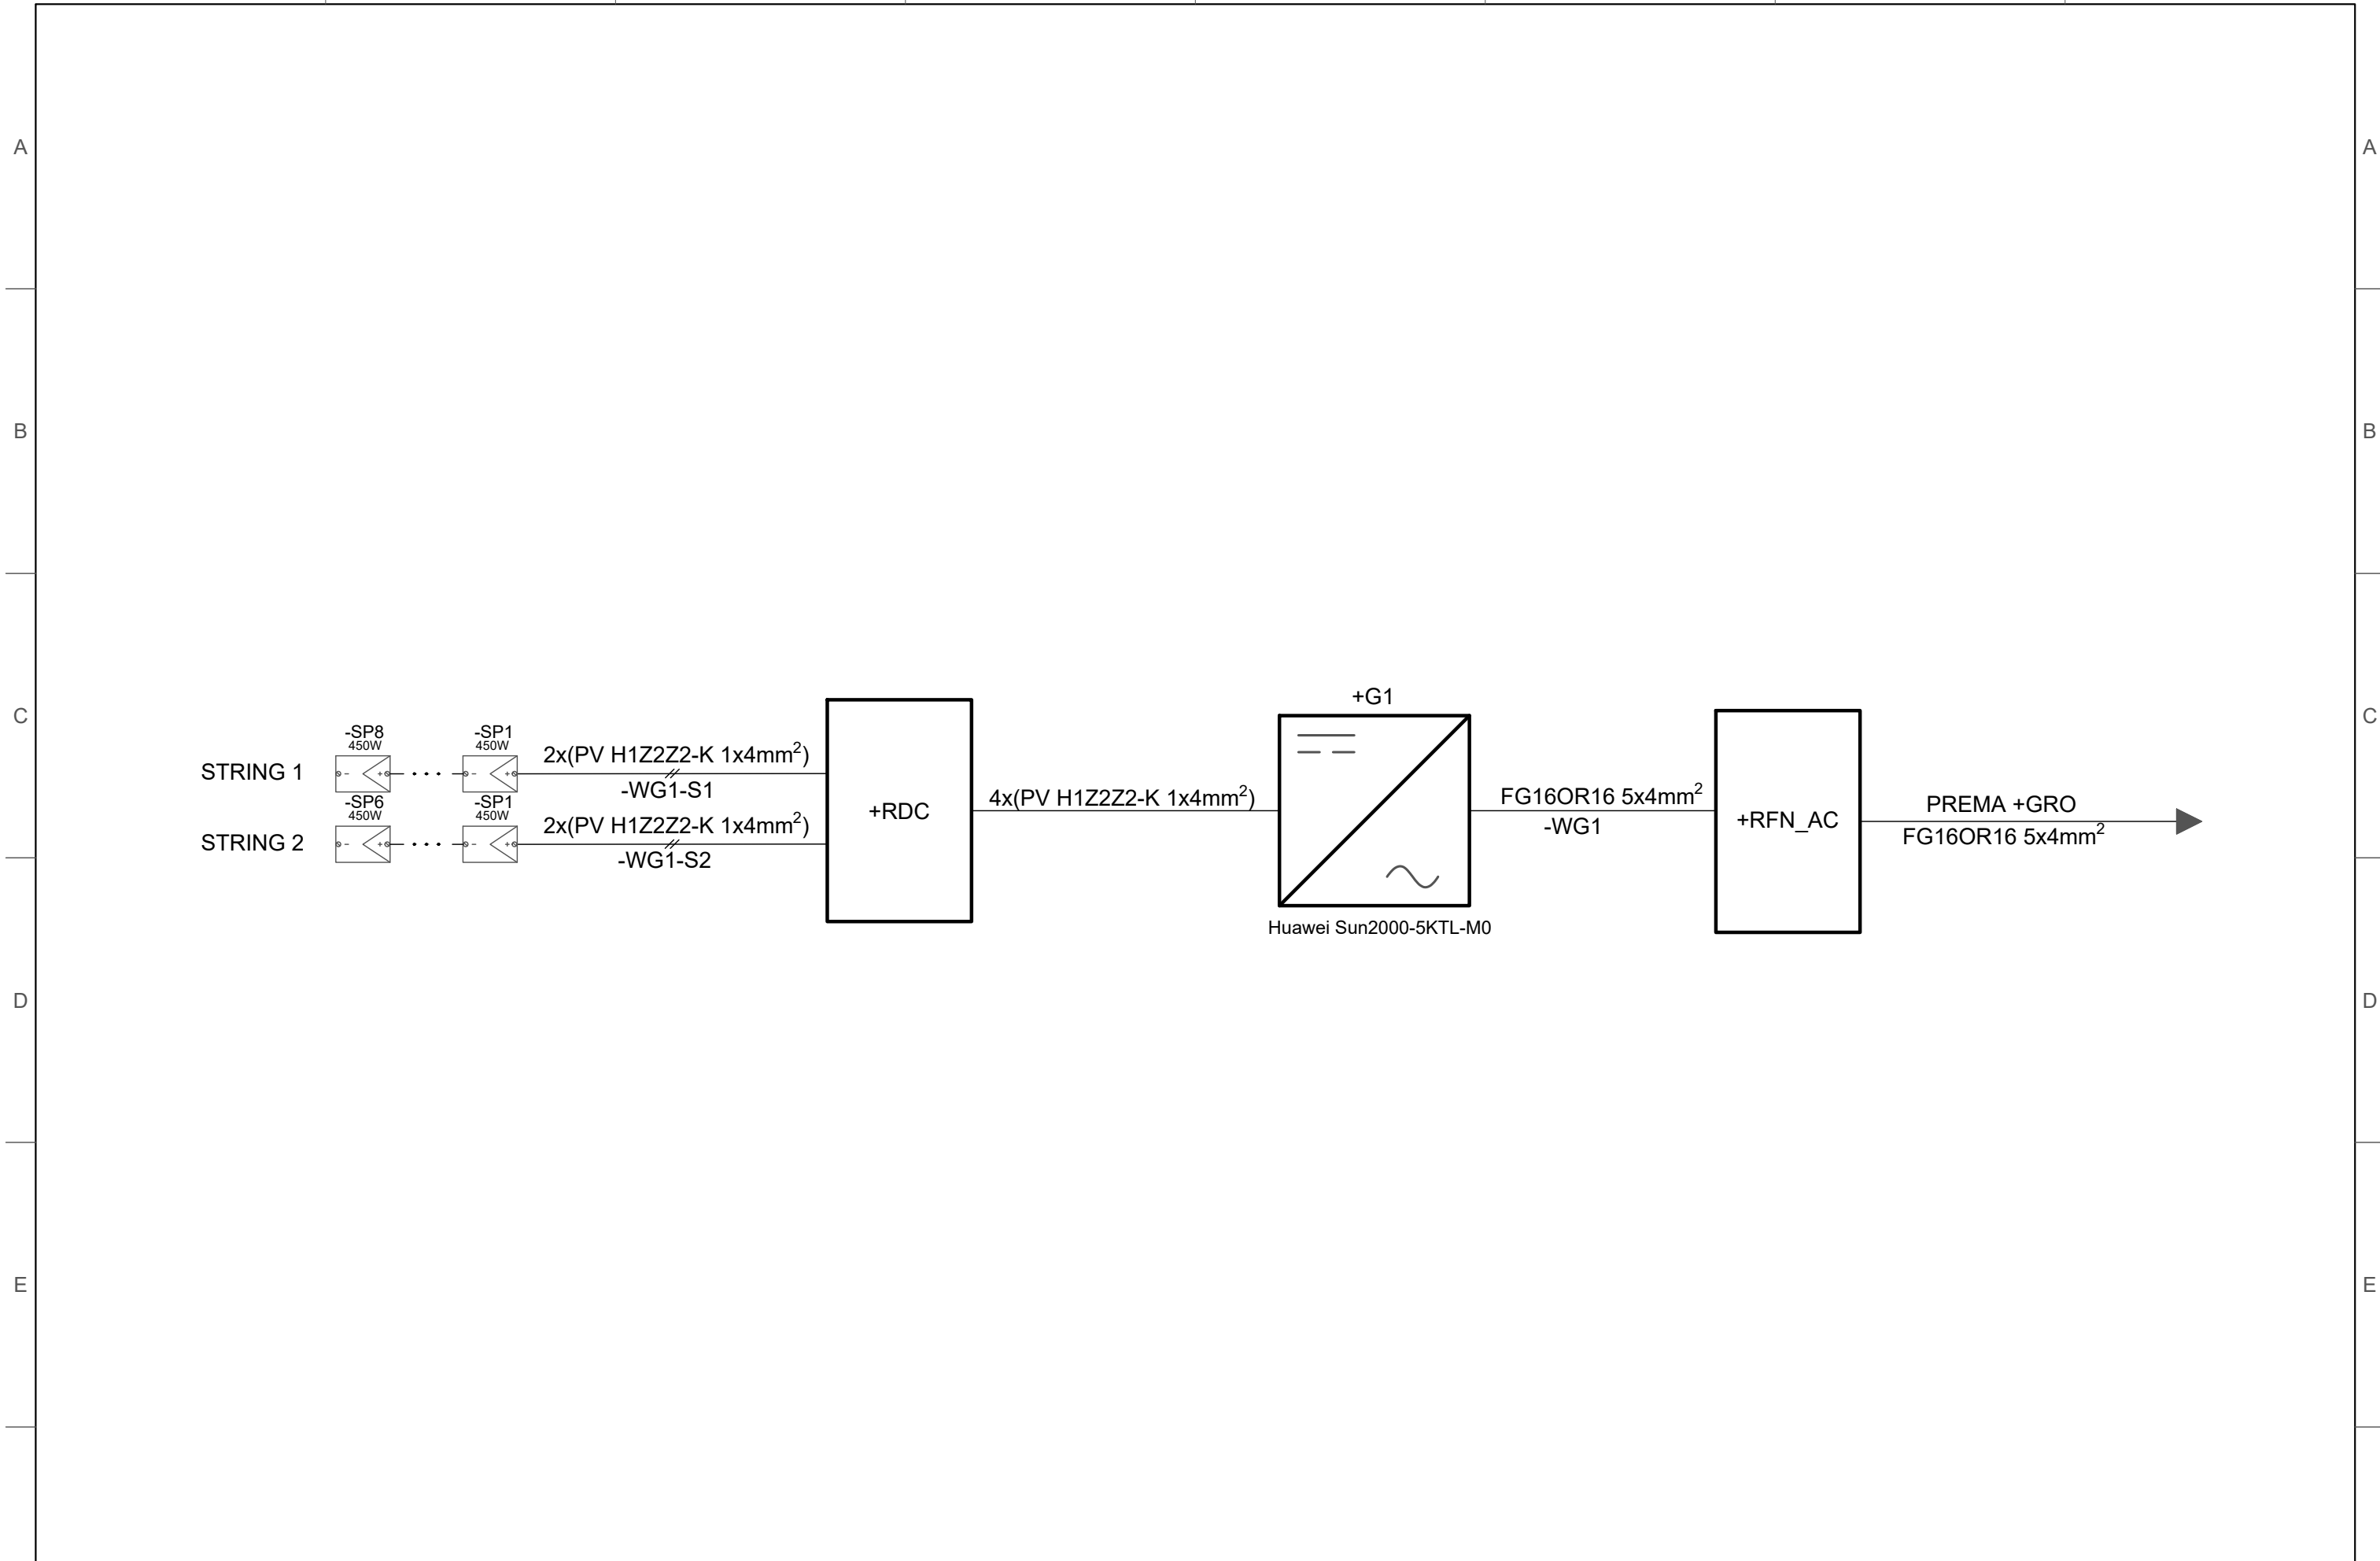 A
A
B
B
C
C
D
D
E
E
+G1
-SP8
450W
-SP1
450W
STRING 1
2x(PV H1Z2Z2-K 1x4mm²)
-WG1-S1
-SP6
450W
-SP1
450W
STRING 2
2x(PV H1Z2Z2-K 1x4mm²)
-WG1-S2
+RDC
4x(PV H1Z2Z2-K 1x4mm²)
Huawei Sun2000-5KTL-M0
FG16OR16 5x4mm²
-WG1
+RFN_AC
PREMA +GRO
FG16OR16 5x4mm²